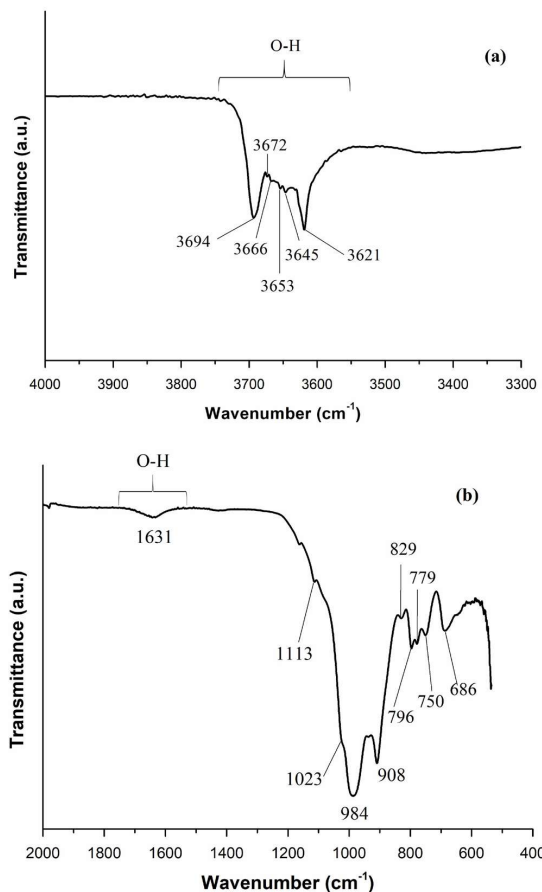 O-H
(a)
Transmittance (a.u.)
3672
3694
3666
3653
3645
3621
4000 3900 3800 3700 3600 3500 3400 3300
Wavenumber (cm⁻¹)
O-H
(b)
Transmittance (a.u.)
1631
1113
1023
984
908
829
779
796
750
686
2000 1800 1600 1400 1200 1000 800 600 400
Wavenumber (cm⁻¹)